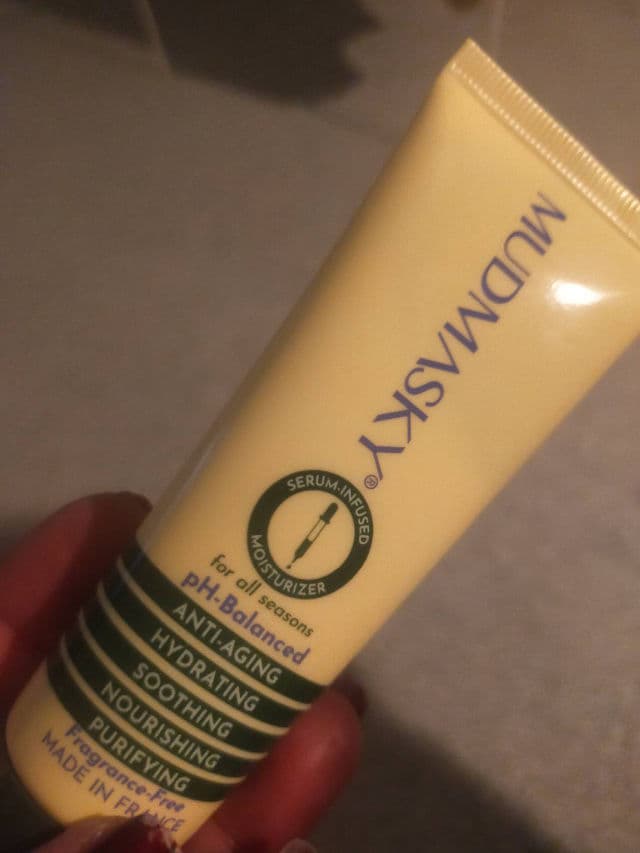 MUDMASKY®
SERUM-INFUSED
MOISTURIZER
for all seasons
pH-Balanced
ANTI-AGING
HYDRATING
SOOTHING
NOURISHING
PURIFYING
Fragrance-Free
MADE IN FRANCE